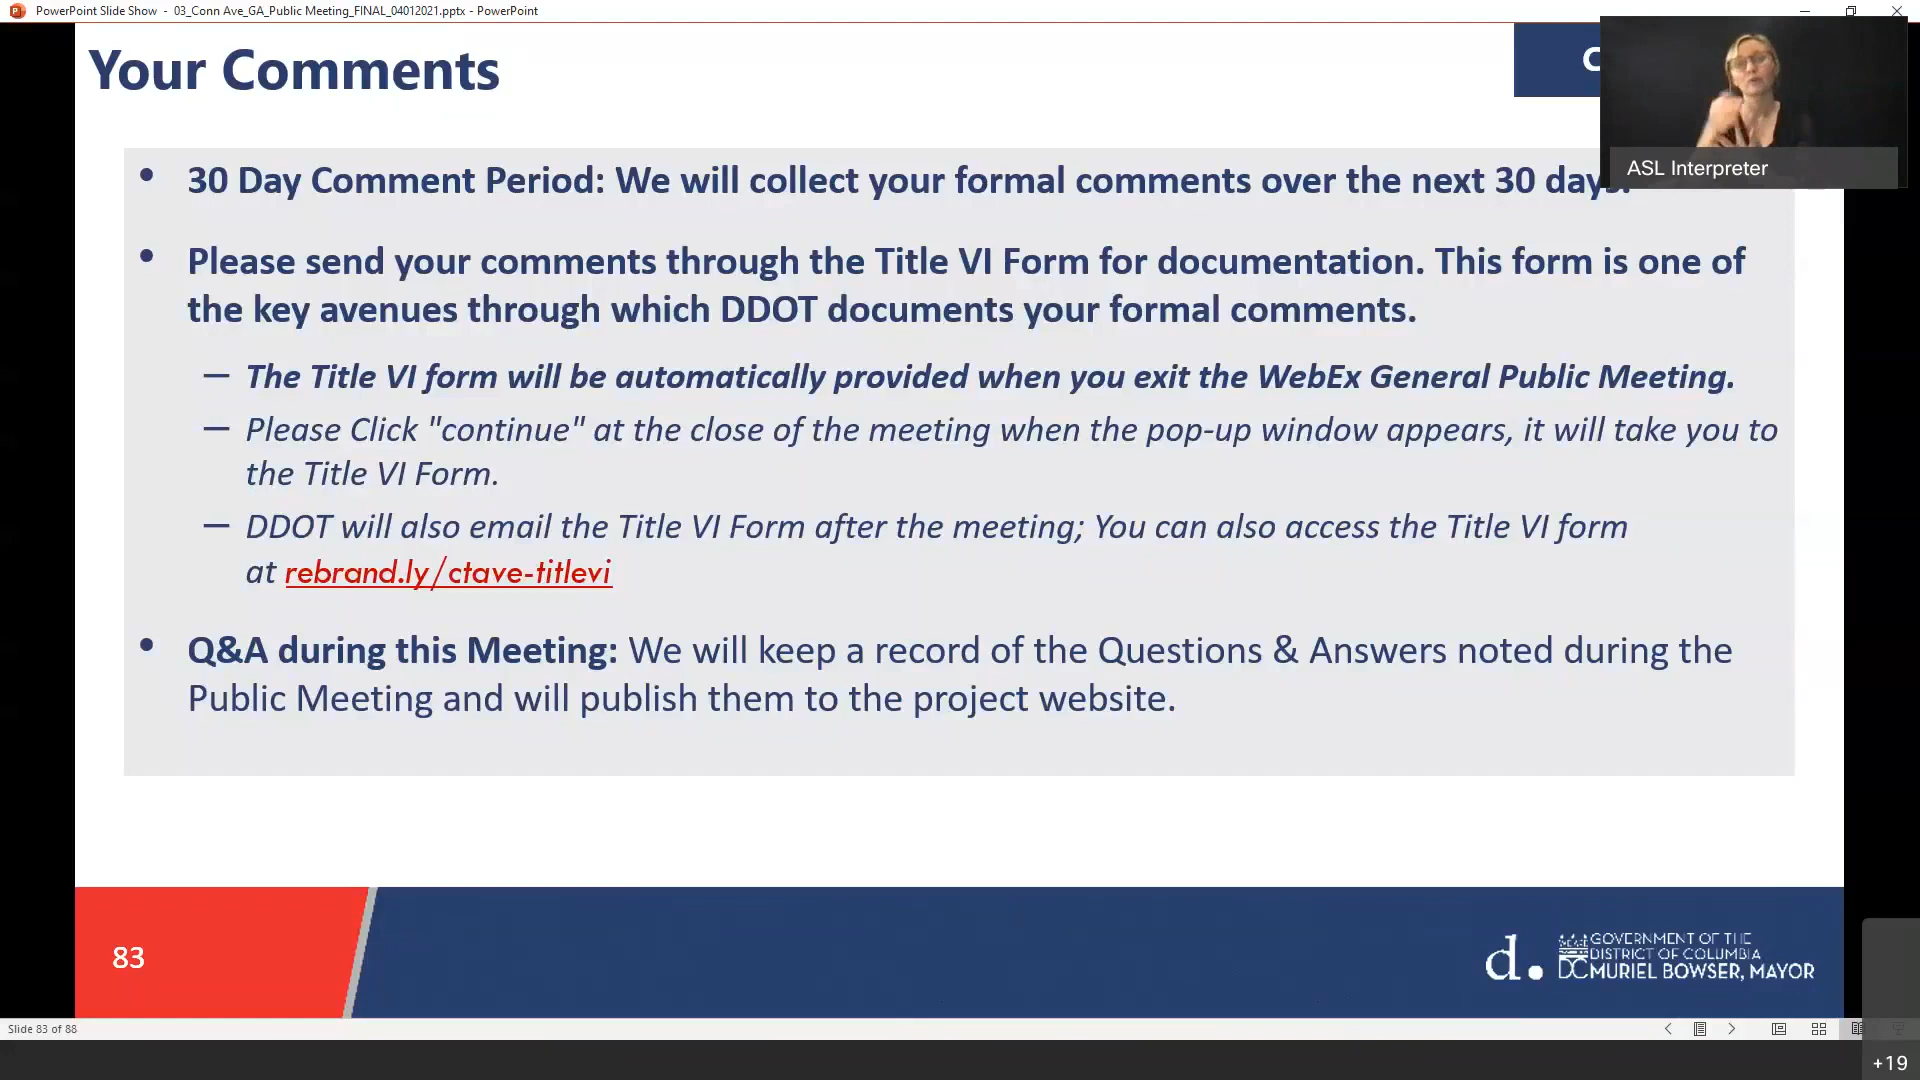 PowerPoint Slide Show - 03_Conn Ave_GA_Public Meeting_FINAL_04012021.pptx - PowerPoint
Your Comments
C
ASL Interpreter
• 30 Day Comment Period: We will collect your formal comments over the next 30 days.
• Please send your comments through the Title VI Form for documentation. This form is one of
the key avenues through which DDOT documents your formal comments.
— The Title VI form will be automatically provided when you exit the WebEx General Public Meeting.
— Please Click "continue" at the close of the meeting when the pop-up window appears, it will take you to
the Title VI Form.
— DDOT will also email the Title VI Form after the meeting; You can also access the Title VI form
at rebrand.ly/ctave-titlevi
• Q&A during this Meeting: We will keep a record of the Questions & Answers noted during the
Public Meeting and will publish them to the project website.
83
d.
WE ARE
DC
GOVERNMENT OF THE
DISTRICT OF COLUMBIA
MURIEL BOWSER, MAYOR
Slide 83 of 88
+19